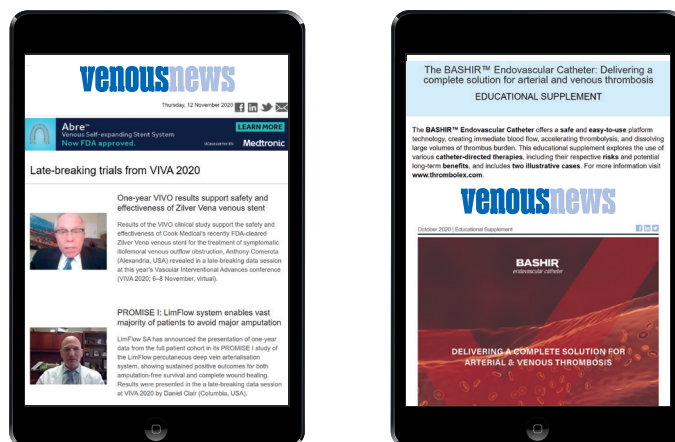 venousnews
Thursday, 12 November 2020
Abre™
Venous Self-expanding Stent System
Now FDA approved.
LEARN MORE
Medtronic
Late-breaking trials from VIVA 2020
One-year VIVO results support safety and
effectiveness of Zilver Vena venous stent
Results of the VIVO clinical study support the safety and
effectiveness of Cook Medical's recently FDA-cleared
Zilver Vena venous stent for the treatment of symptomatic
iliofemoral venous outflow obstruction, Anthony Comerota
(Alexandria, USA) revealed in a late-breaking data session
at this year's Vascular Interventional Advances conference
(VIVA 2020; 6–8 November, virtual).
PROMISE I: LimFlow system enables vast
majority of patients to avoid major amputation
LimFlow SA has announced the presentation of one-year
data from the full patient cohort in its PROMISE I study of
the LimFlow percutaneous deep vein arterialisation
system, showing sustained positive outcomes for both
amputation-free survival and complete wound healing.
Results were presented in a late-breaking data session
at VIVA 2020 by Daniel Clair (Columbia, USA).
The BASHIR™ Endovascular Catheter: Delivering a
complete solution for arterial and venous thrombosis
EDUCATIONAL SUPPLEMENT
The BASHIR™ Endovascular Catheter offers a safe and easy-to-use platform
technology, creating immediate blood flow, accelerating thrombolysis, and dissolving
large volumes of thrombus burden. This educational supplement explores the use of
various catheter-directed therapies, including their respective risks and potential
long-term benefits, and includes two illustrative cases. For more information visit
www.thrombolex.com.
venousnews
October 2020 | Educational Supplement
BASHIR
endovascular catheter
DELIVERING A COMPLETE SOLUTION FOR
ARTERIAL & VENOUS THROMBOSIS